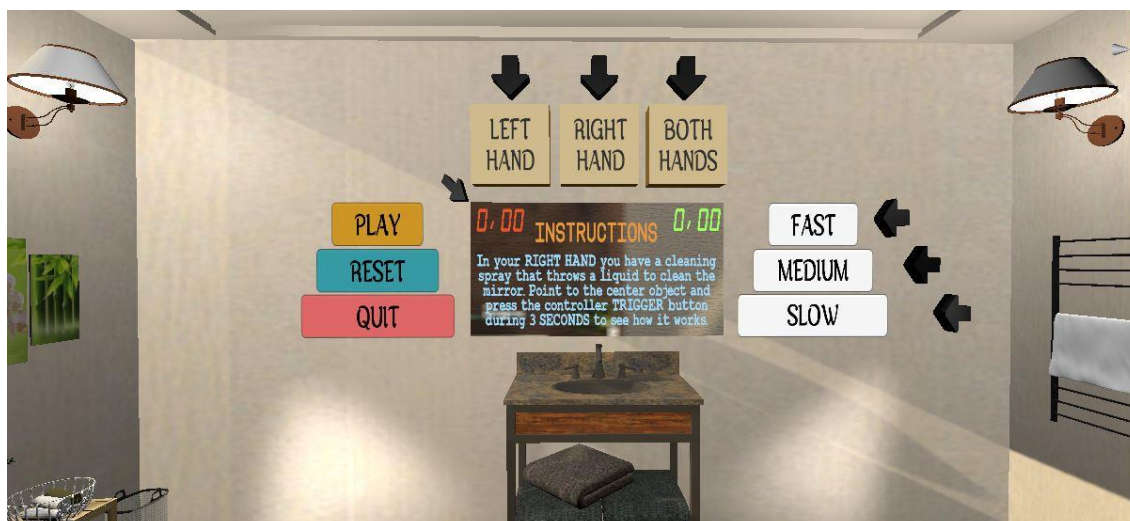 LEFT
HAND
RIGHT
HAND
BOTH
HANDS
PLAY
RESET
QUIT
0,00
0,00
INSTRUCTIONS
In your RIGHT HAND you have a cleaning
spray that throws a liquid to clean the
mirror. Point to the center object and
press the controller TRIGGER button
during 3 SECONDS to see how it works.
FAST
MEDIUM
SLOW